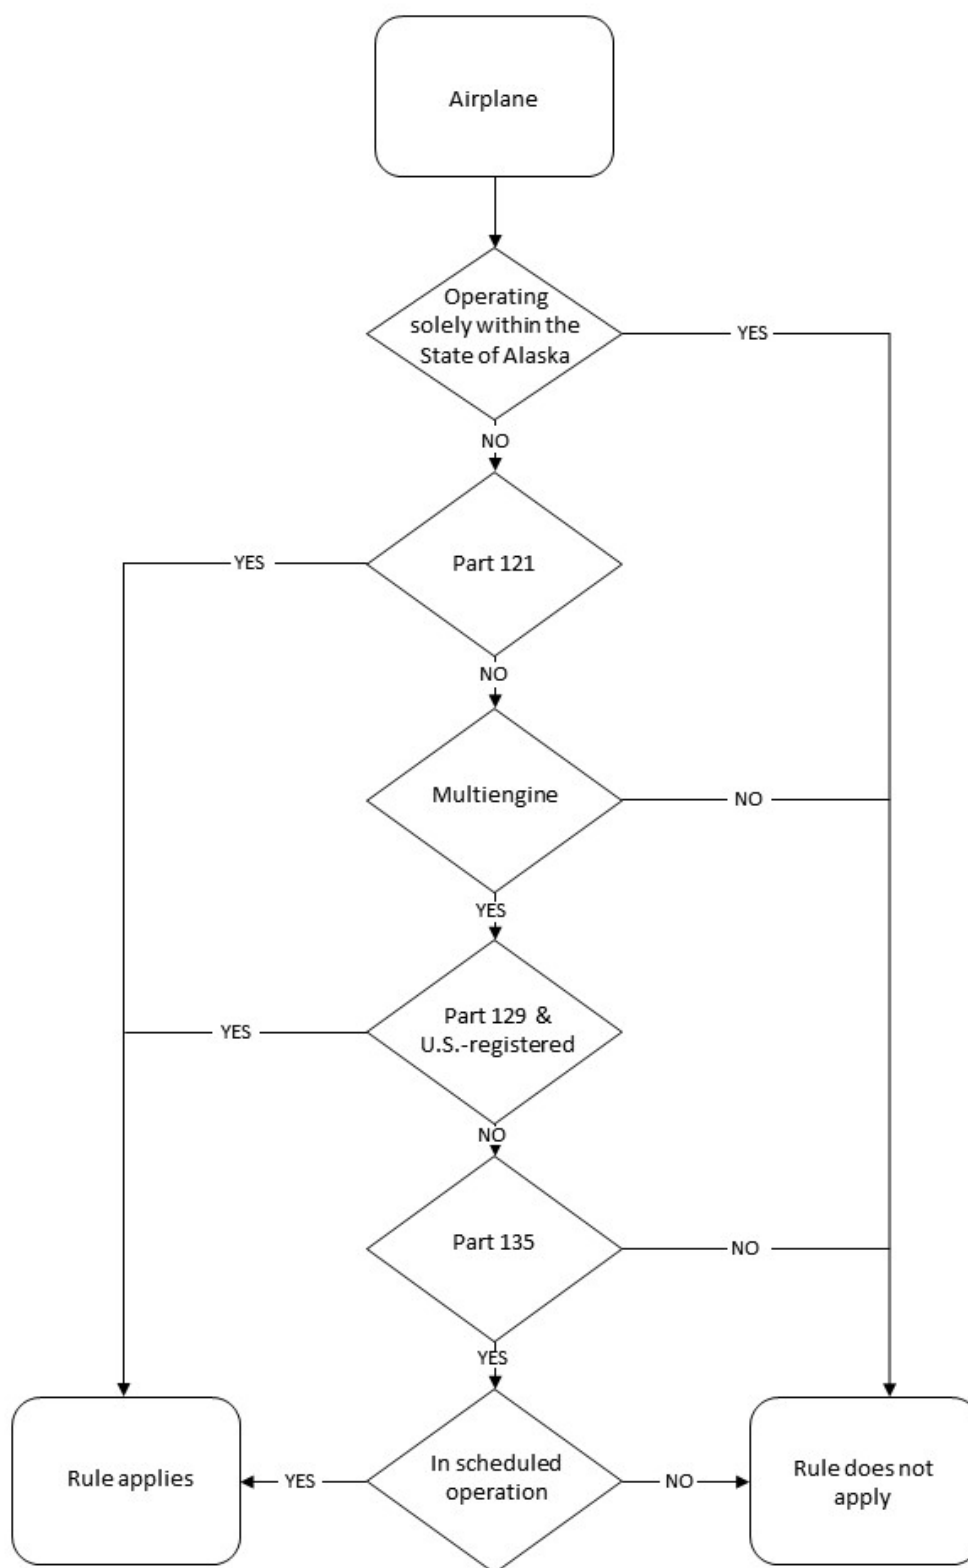 Airplane
Operating
solely within the
State of Alaska
YES
NO
Part 121
YES
NO
Multiengine
NO
YES
Part 129 &
U.S.-registered
YES
NO
Part 135
NO
YES
In scheduled
operation
YES
NO
Rule applies
Rule does not
apply